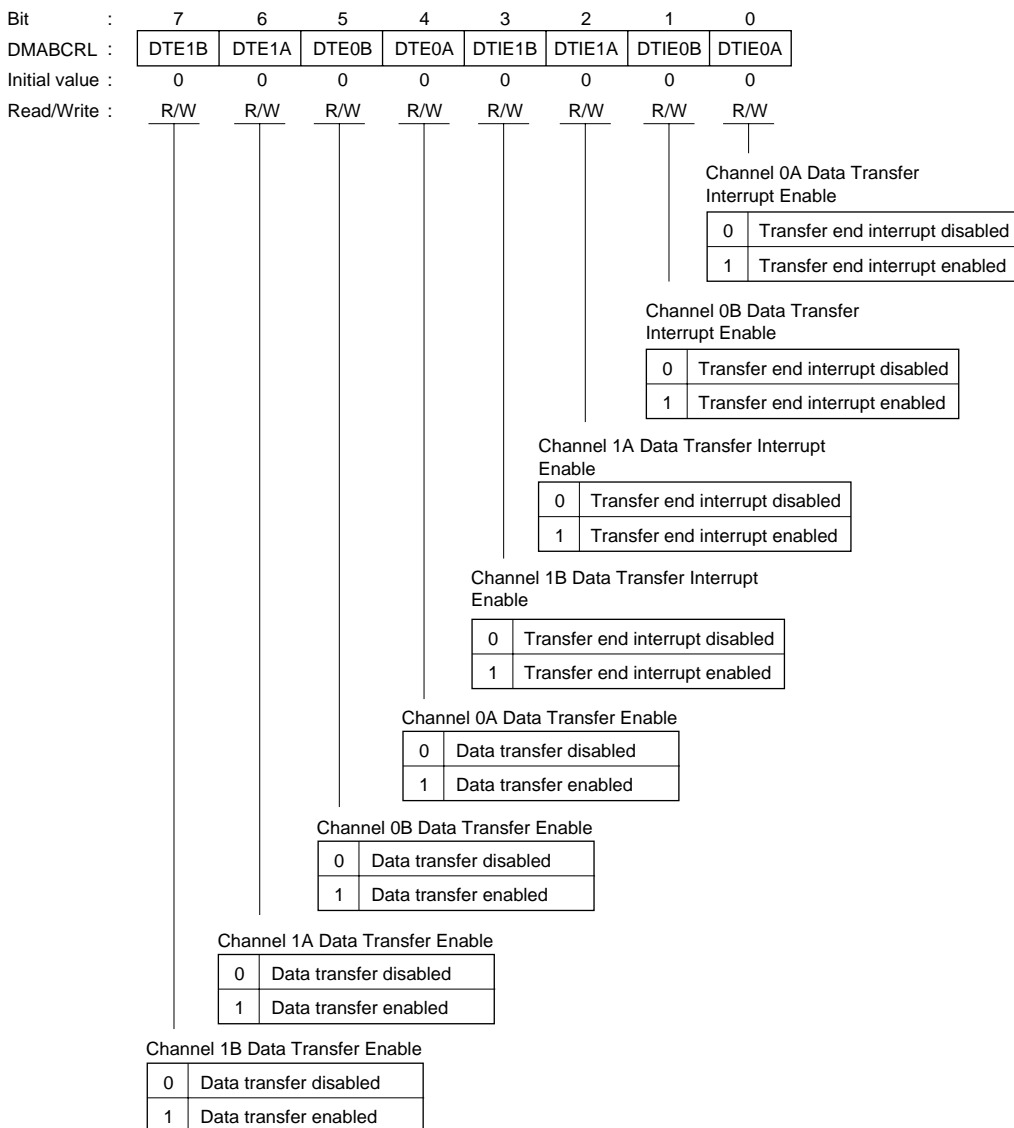 Bit : 7 6 5 4 3 2 1 0
DMABCRL : DTE1B DTE1A DTE0B DTE0A DTIE1B DTIE1A DTIE0B DTIE0A
Initial value : 0 0 0 0 0 0 0 0
Read/Write : R/W R/W R/W R/W R/W R/W R/W R/W
Channel 0A Data Transfer
Interrupt Enable
0 Transfer end interrupt disabled
1 Transfer end interrupt enabled
Channel 0B Data Transfer
Interrupt Enable
0 Transfer end interrupt disabled
1 Transfer end interrupt enabled
Channel 1A Data Transfer Interrupt
Enable
0 Transfer end interrupt disabled
1 Transfer end interrupt enabled
Channel 1B Data Transfer Interrupt
Enable
0 Transfer end interrupt disabled
1 Transfer end interrupt enabled
Channel 0A Data Transfer Enable
0 Data transfer disabled
1 Data transfer enabled
Channel 0B Data Transfer Enable
0 Data transfer disabled
1 Data transfer enabled
Channel 1A Data Transfer Enable
0 Data transfer disabled
1 Data transfer enabled
Channel 1B Data Transfer Enable
0 Data transfer disabled
1 Data transfer enabled